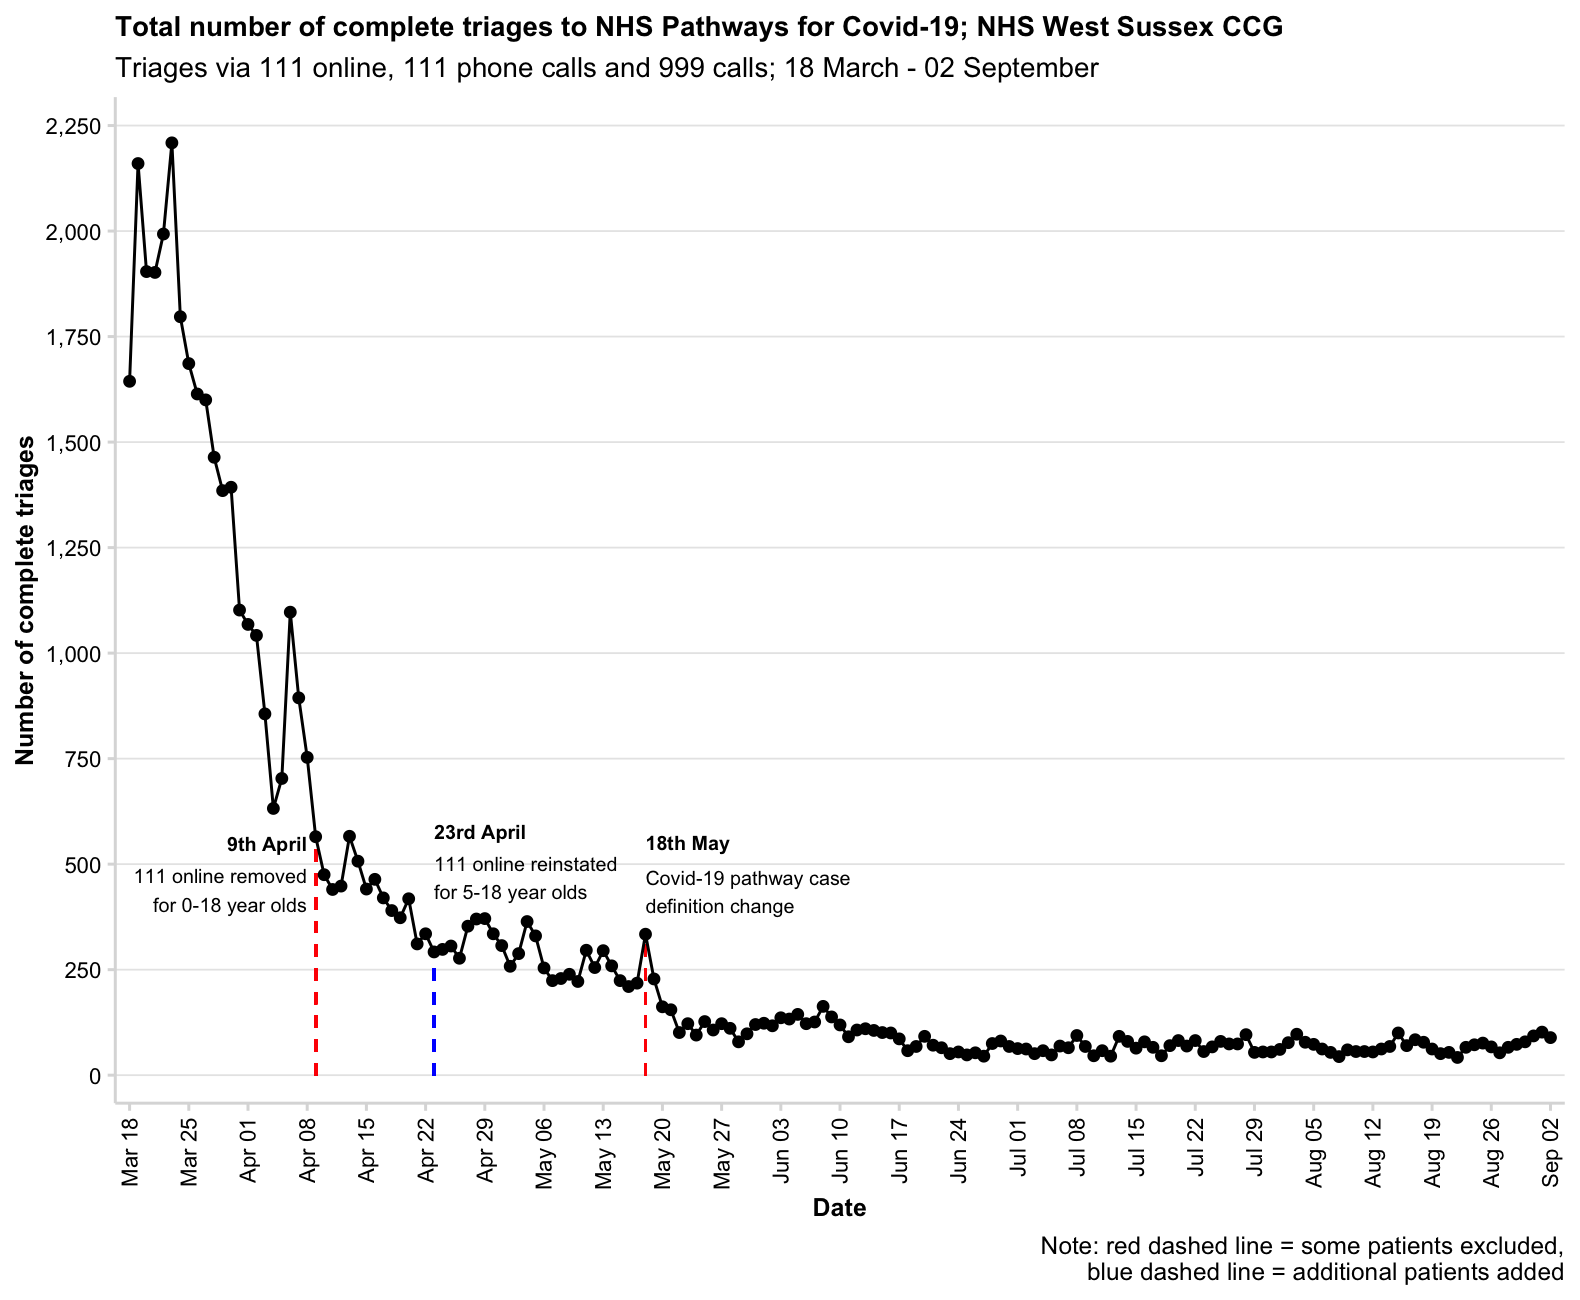 Total number of complete triages to NHS Pathways for Covid-19; NHS West Sussex CCG
Triages via 111 online, 111 phone calls and 999 calls; 18 March - 02 September
Number of complete triages
2,250
2,000
1,750
1,500
1,250
1,000
750
500
250
0
9th April
111 online removed
for 0-18 year olds
23rd April
111 online reinstated
for 5-18 year olds
18th May
Covid-19 pathway case
definition change
Mar 18
Mar 25
Apr 01
Apr 08
Apr 15
Apr 22
Apr 29
May 06
May 13
May 20
May 27
Jun 03
Jun 10
Jun 17
Jun 24
Jul 01
Jul 08
Jul 15
Jul 22
Jul 29
Aug 05
Aug 12
Aug 19
Aug 26
Sep 02
Date
Note: red dashed line = some patients excluded,
blue dashed line = additional patients added